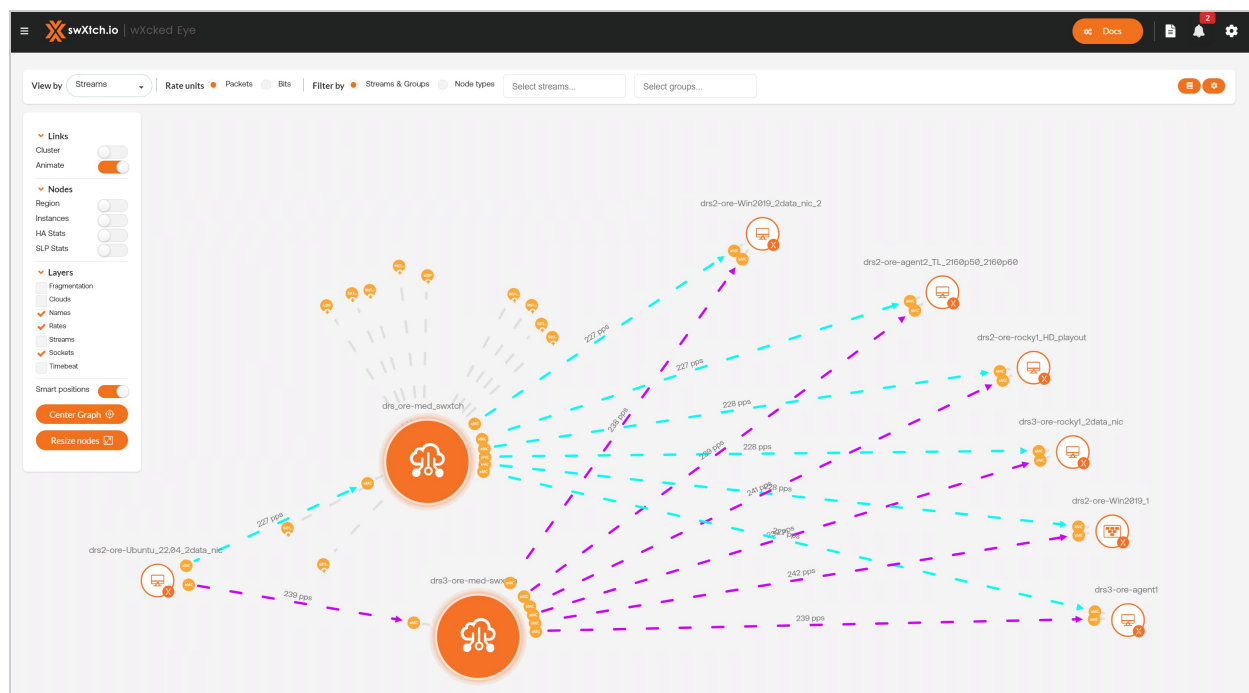 swXtch.io | wXcked Eye
Docs
2
View by Streams Rate units Packets Bits Filter by Streams & Groups Node types Select streams... Select groups...
Links
Cluster
Animate
Nodes
Region
Instances
HA Stats
SLP Stats
Layers
Fragmentation
Clouds
Names
Rates
Streams
Sockets
Timebeat
Smart positions
Center Graph
Resize nodes
drs2-ore-Win2019_2data_nic_2
drs2-ore-agent2_TL_2160p50_2160p60
drs2-ore-rocky1_HD_playout
drs_ore-med_swxtch
drs3-ore-rocky1_2data_nic
drs2-ore-Win2019_1
drs2-ore-Ubuntu_22.04_2data_nic
drs3-ore-med-swx
drs3-ore-agent1
227 pps
227 pps
228 pps
238 pps
239 pps
228 pps
241 pps
228 pps
227 pps
242 pps
239 pps
239 pps